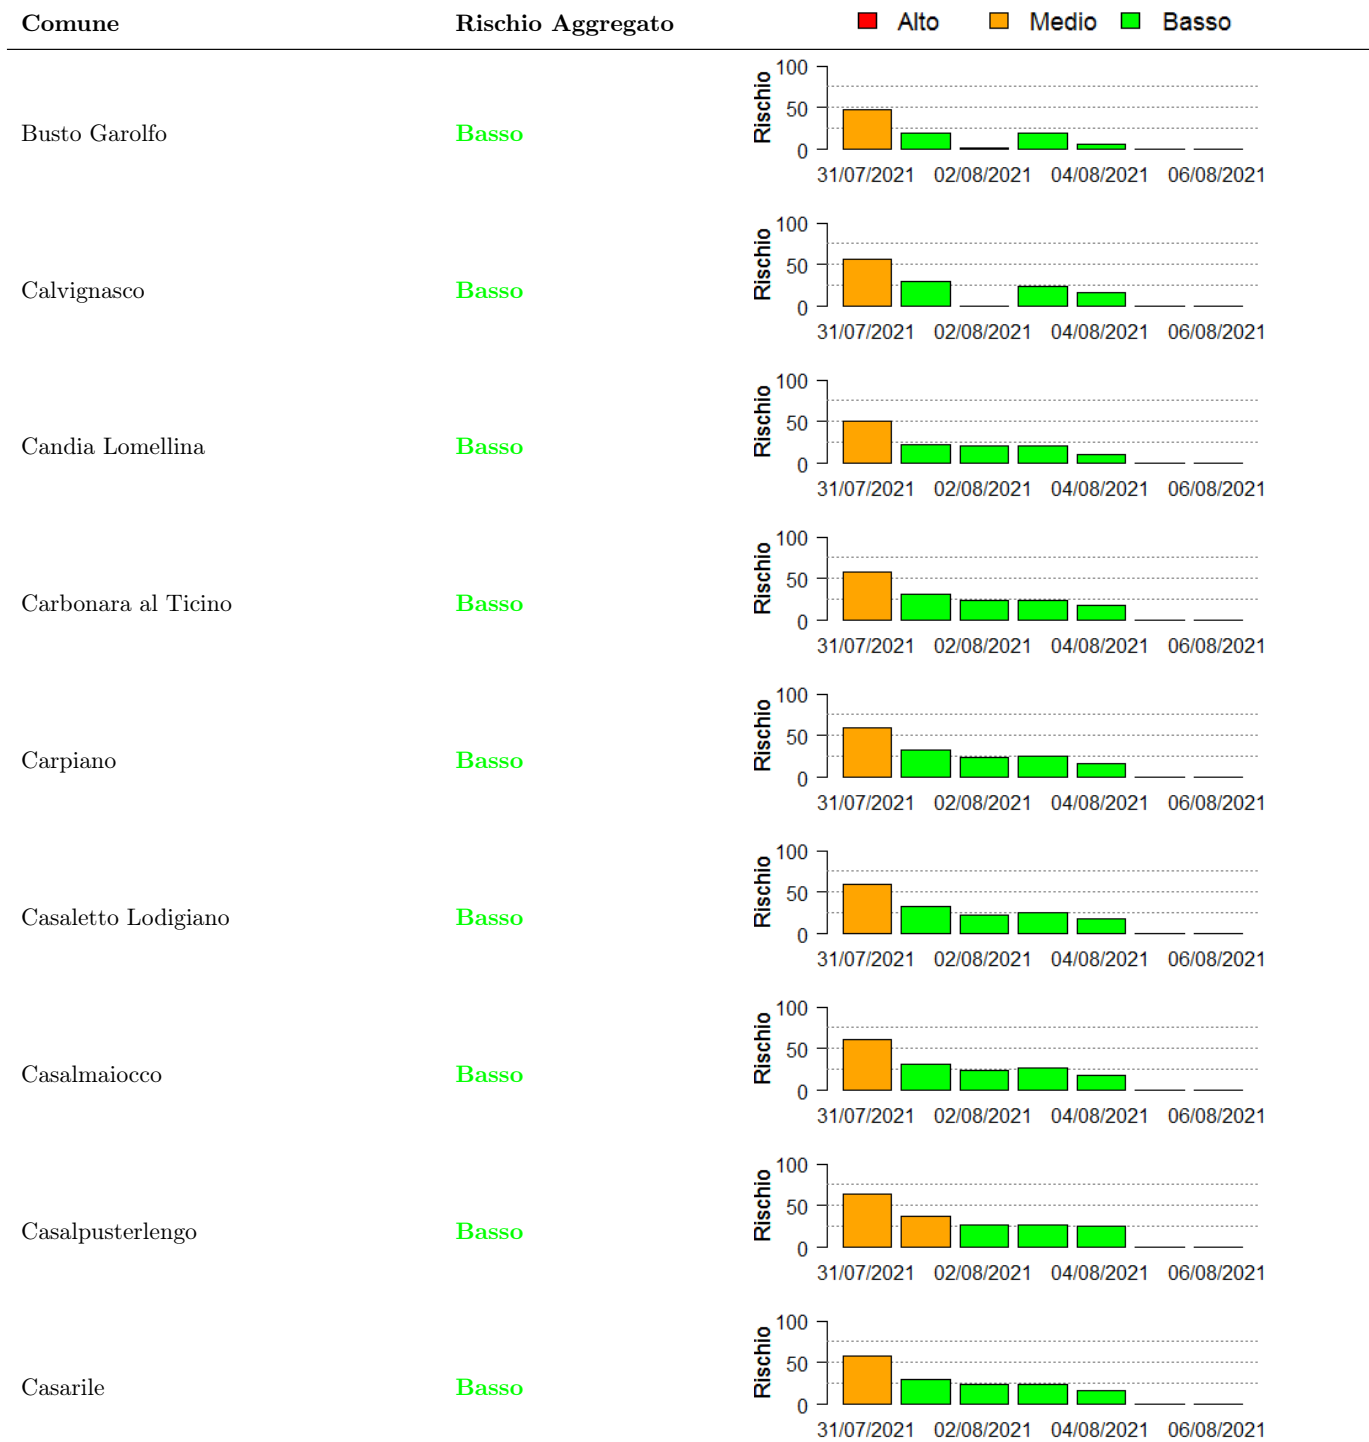 Comune Rischio Aggregato Alto Medio Basso
100
50
0
Rischio
Busto Garolfo Basso
31/07/2021 02/08/2021 04/08/2021 06/08/2021
100
50
0
Rischio
Calvignasco Basso
31/07/2021 02/08/2021 04/08/2021 06/08/2021
100
50
0
Rischio
Candia Lomellina Basso
31/07/2021 02/08/2021 04/08/2021 06/08/2021
100
50
0
Rischio
Carbonara al Ticino Basso
31/07/2021 02/08/2021 04/08/2021 06/08/2021
100
50
0
Rischio
Carpiano Basso
31/07/2021 02/08/2021 04/08/2021 06/08/2021
100
50
0
Rischio
Casaletto Lodigiano Basso
31/07/2021 02/08/2021 04/08/2021 06/08/2021
100
50
0
Rischio
Casalmaiocco Basso
31/07/2021 02/08/2021 04/08/2021 06/08/2021
100
50
0
Rischio
Casalpusterlengo Basso
31/07/2021 02/08/2021 04/08/2021 06/08/2021
100
50
0
Rischio
Casarile Basso
31/07/2021 02/08/2021 04/08/2021 06/08/2021